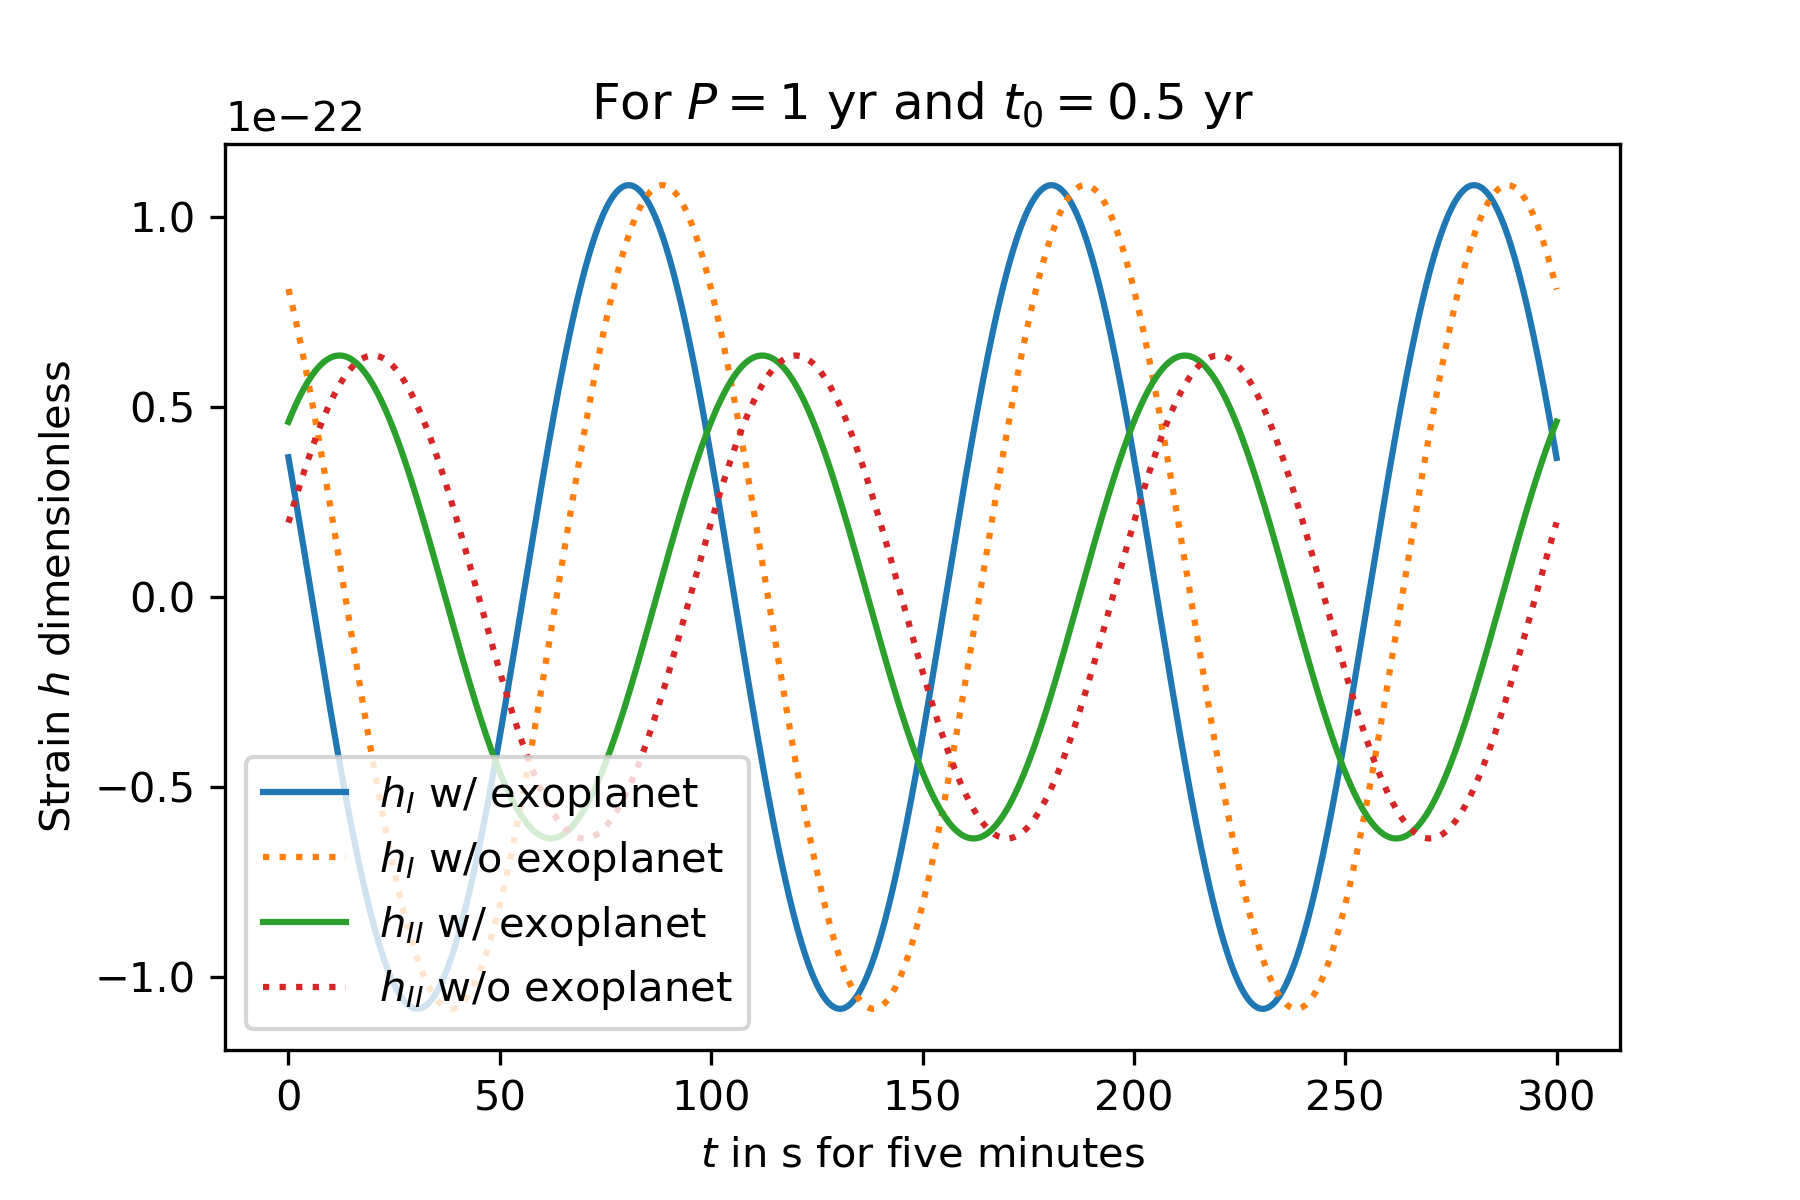 For P = 1 yr and t₀ = 0.5 yr
1e−22
1.0
0.5
0.0
−0.5
−1.0
Strain h dimensionless
h_I w/ exoplanet
h_I w/o exoplanet
h_II w/ exoplanet
h_II w/o exoplanet
0 50 100 150 200 250 300
t in s for five minutes